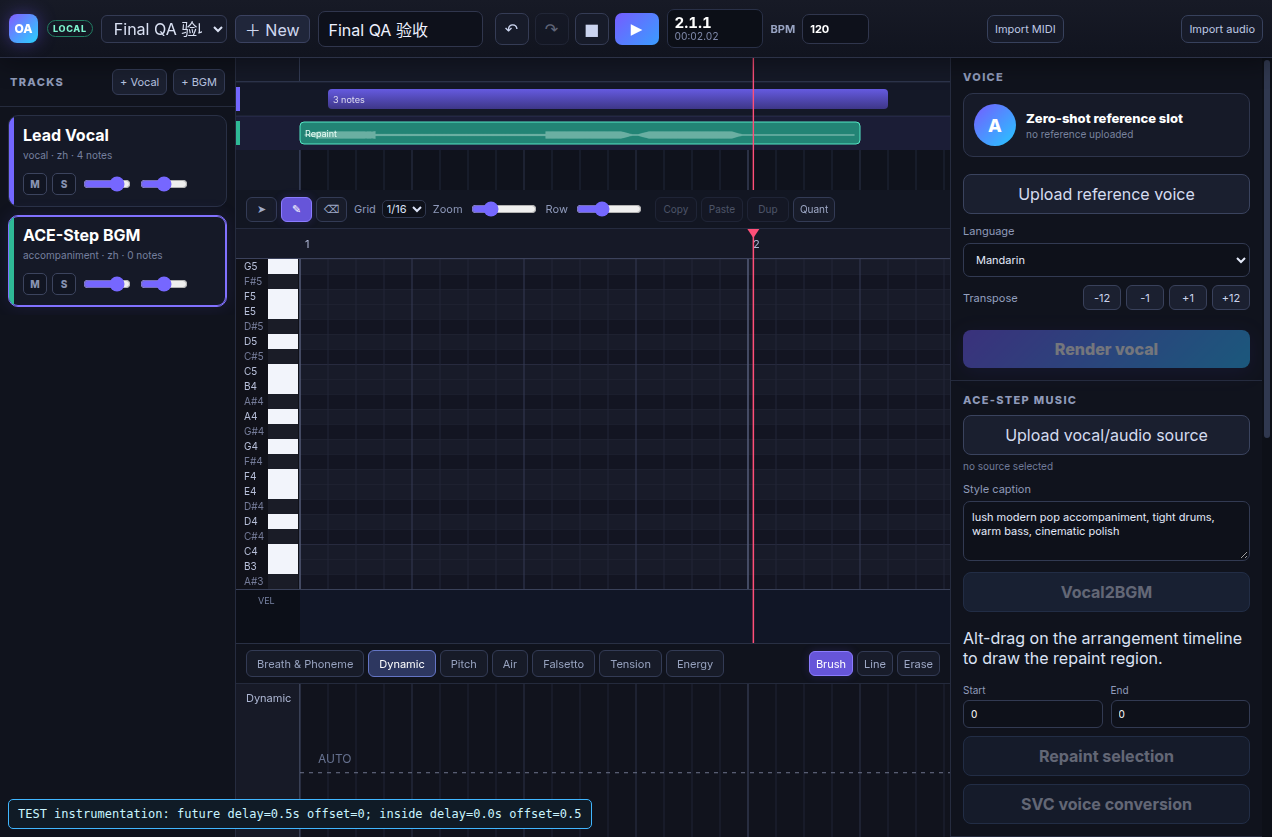 OA LOCAL Final QA 验收 + New Final QA 验收 2.1.1 BPM 120 Import MIDI Import audio
00:02.02
TRACKS + Vocal + BGM
Lead Vocal
vocal · zh · 4 notes
M S
ACE-Step BGM
accompaniment · zh · 0 notes
M S
3 notes
Repaint
Grid 1/16 Zoom Row Copy Paste Dup Quant
1 2
G5
F#5
F5
E5
D#5
D5
C#5
C5
B4
A#4
A4
G#4
G4
F#4
F4
E4
D#4
D4
C#4
C4
B3
A#3
VEL
Breath & Phoneme Dynamic Pitch Air Falsetto Tension Energy Brush Line Erase
Dynamic
AUTO
TEST instrumentation: future delay=0.5s offset=0; inside delay=0.0s offset=0.5
VOICE
A
Zero-shot reference slot
no reference uploaded
Upload reference voice
Language
Mandarin
Transpose -12 -1 +1 +12
Render vocal
ACE-STEP MUSIC
Upload vocal/audio source
no source selected
Style caption
lush modern pop accompaniment, tight drums,
warm bass, cinematic polish
Vocal2BGM
Alt-drag on the arrangement timeline
to draw the repaint region.
Start End
0 0
Repaint selection
SVC voice conversion